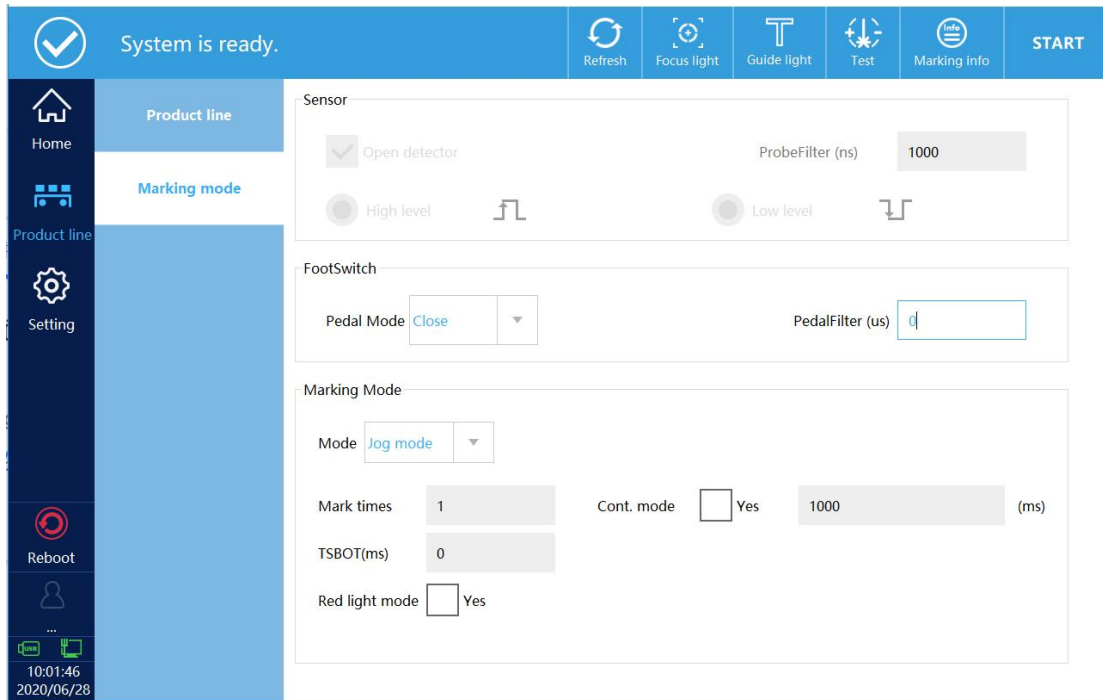 System is ready.
Refresh
Focus light
Guide light
Info
Test
Marking info
START
Home
Product line
Setting
Reboot
...
USB
10:01:46
2020/06/28
Product line
Marking mode
Sensor
Open detector
ProbeFilter (ns) 1000
High level
Low level
FootSwitch
Pedal Mode Close
PedalFilter (us) 0
Marking Mode
Mode Jog mode
Mark times 1
Cont. mode Yes 1000 (ms)
TSBOT(ms) 0
Red light mode Yes